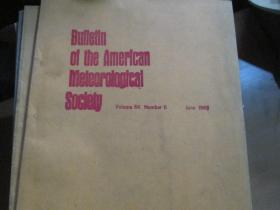 Bulletin
of the American
Meteorological
Society
Volume Number June